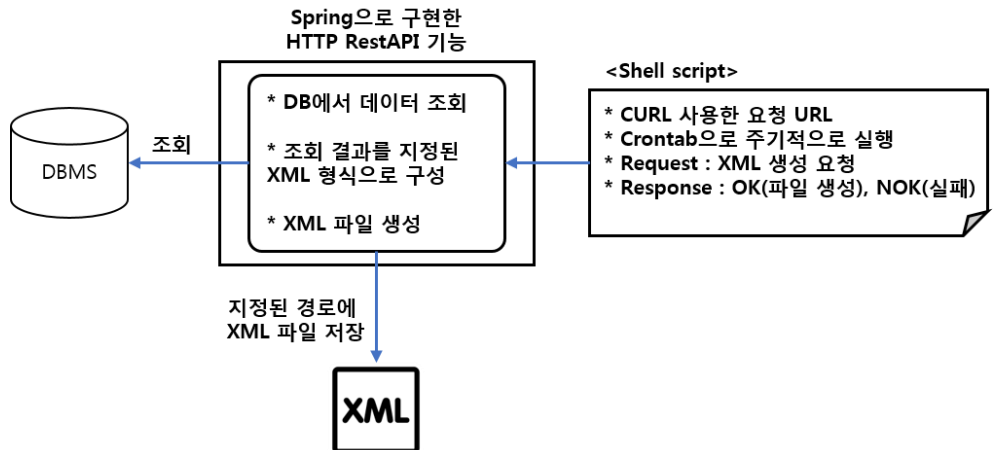 Spring으로 구현한
HTTP RestAPI 기능
* DB에서 데이터 조회
* 조회 결과를 지정된
XML 형식으로 구성
* XML 파일 생성
조회
DBMS
<Shell script>
* CURL 사용한 요청 URL
* Crontab으로 주기적으로 실행
* Request : XML 생성 요청
* Response : OK(파일 생성), NOK(실패)
지정된 경로에
XML 파일 저장
XML